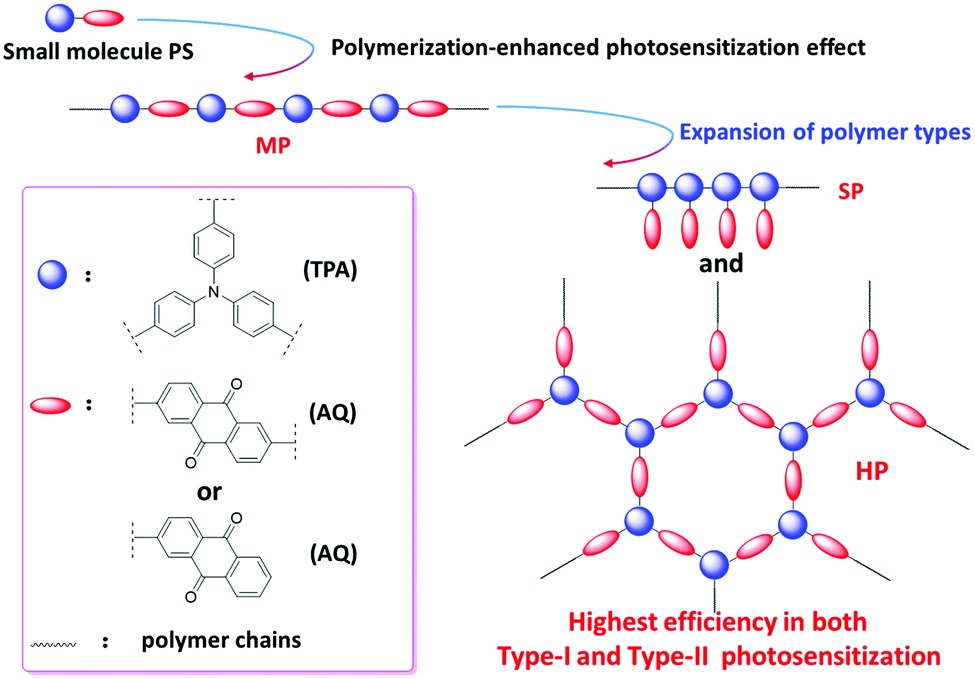 Small molecule PS
Polymerization-enhanced photosensitization effect
MP
Expansion of polymer types
SP
and
: (TPA)
N
: (AQ)
O
O
or
(AQ)
O
O
: polymer chains
HP
Highest efficiency in both
Type-I and Type-II photosensitization